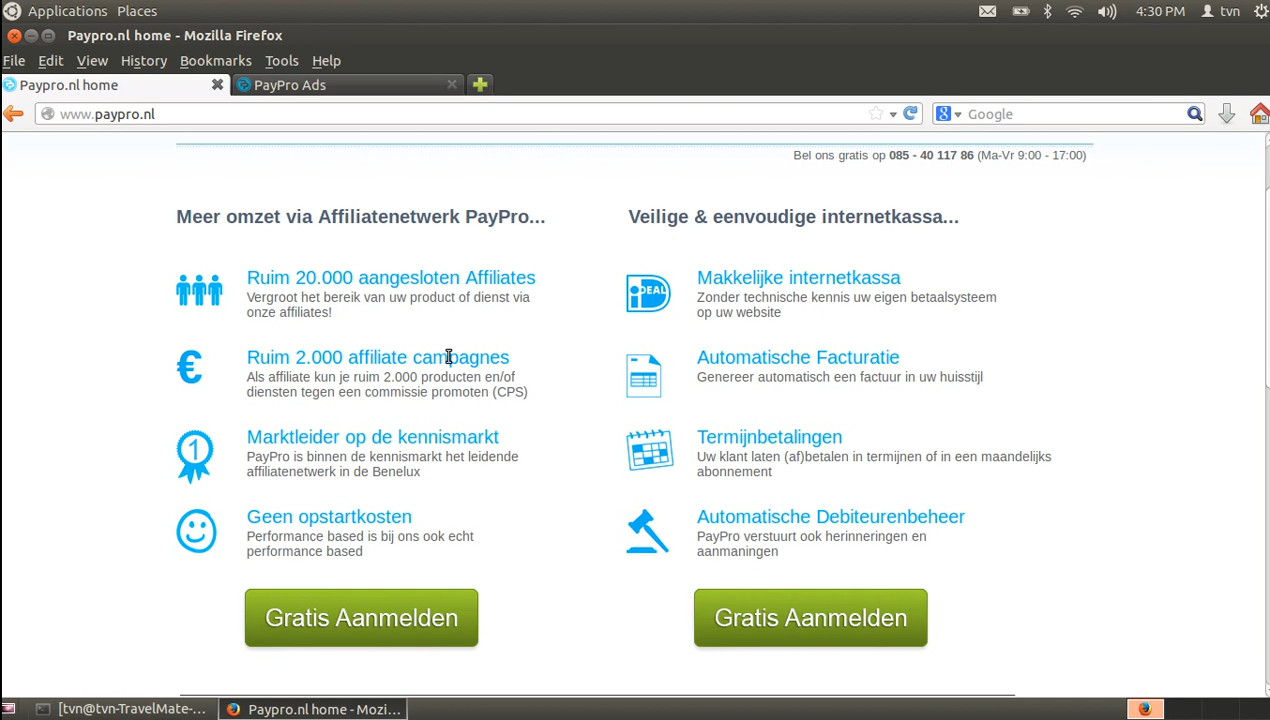 Applications Places
4:30 PM tvn
Paypro.nl home - Mozilla Firefox
File Edit View History Bookmarks Tools Help
Paypro.nl home
PayPro Ads
www.paypro.nl
8 Google
Bel ons gratis op 085 - 40 117 86 (Ma-Vr 9:00 - 17:00)
Meer omzet via Affiliatenetwerk PayPro...
Ruim 20.000 aangesloten Affiliates
Vergroot het bereik van uw product of dienst via
onze affiliates!
€
Ruim 2.000 affiliate campagnes
Als affiliate kun je ruim 2.000 producten en/of
diensten tegen een commissie promoten (CPS)
1
Marktleider op de kennismarkt
PayPro is binnen de kennismarkt het leidende
affiliatenetwerk in de Benelux
Geen opstartkosten
Performance based is bij ons ook echt
performance based
Gratis Aanmelden
Veilige & eenvoudige internetkassa...
iDEAL
Makkelijke internetkassa
Zonder technische kennis uw eigen betaalsysteem
op uw website
Automatische Facturatie
Genereer automatisch een factuur in uw huisstijl
Termijnbetalingen
Uw klant laten (af)betalen in termijnen of in een maandelijks
abonnement
Automatische Debiteurenbeheer
PayPro verstuurt ook herinneringen en
aanmaningen
Gratis Aanmelden
[tvn@tvn-TravelMate-...
Paypro.nl home - Mozi...